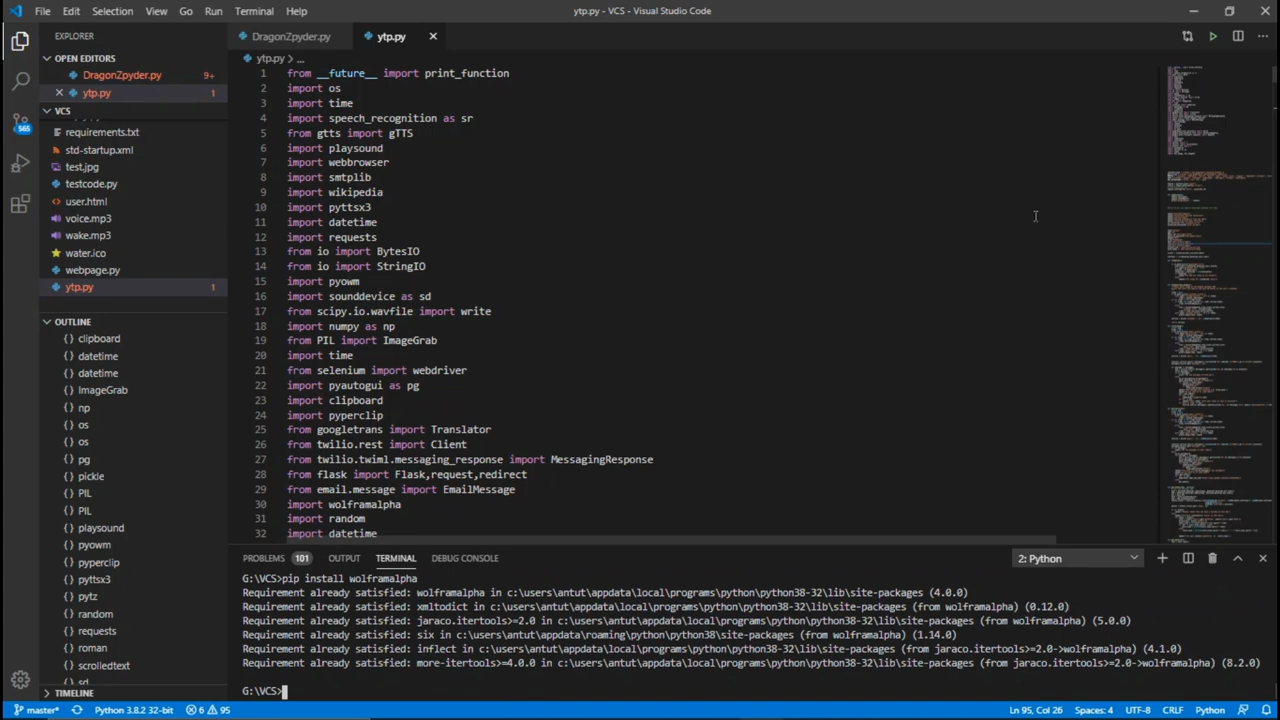 File Edit Selection View Go Run Terminal Help
ytp.py - VCS - Visual Studio Code
EXPLORER
OPEN EDITORS
DragonZpyder.py 9+
ytp.py 1
VCS
requirements.txt
std-startup.xml
test.jpg
testcode.py
user.html
voice.mp3
wake.mp3
water.ico
webpage.py
ytp.py 1
OUTLINE
clipboard
datetime
datetime
ImageGrab
np
os
os
pg
pickle
PIL
PIL
playsound
pyowm
pyperclip
pyttsx3
pytz
random
requests
roman
scrolledtext
sd
TIMELINE
565
DragonZpyder.py
ytp.py
ytp.py > ...
1 from __future__ import print_function
2 import os
3 import time
4 import speech_recognition as sr
5 from gtts import gTTS
6 import playsound
7 import webbrowser
8 import smtplib
9 import wikipedia
10 import pyttsx3
11 import datetime
12 import requests
13 from io import BytesIO
14 from io import StringIO
15 import pyowm
16 import sounddevice as sd
17 from scipy.io.wavfile import write
18 import numpy as np
19 from PIL import ImageGrab
20 import time
21 from selenium import webdriver
22 import pyautogui as pg
23 import clipboard
24 import pyperclip
25 from googletrans import Translator
26 from twilio.rest import Client
27 from twilio.twiml.messaging_response import MessagingResponse
28 from flask import Flask,request,redirect
29 from email.message import EmailMessage
30 import wolframalpha
31 import random
32 import datetime
PROBLEMS 101 OUTPUT TERMINAL DEBUG CONSOLE
2: Python
G:\VCS>pip install wolframalpha
Requirement already satisfied: wolframalpha in c:\users\antut\appdata\local\programs\python\python38-32\lib\site-packages (4.0.0)
Requirement already satisfied: xmltodict in c:\users\antut\appdata\local\programs\python\python38-32\lib\site-packages (from wolframalpha) (0.12.0)
Requirement already satisfied: jaraco.itertools>=2.0 in c:\users\antut\appdata\local\programs\python\python38-32\lib\site-packages (from wolframalpha) (5.0.0)
Requirement already satisfied: six in c:\users\antut\appdata\roaming\python\python38\site-packages (from wolframalpha) (1.14.0)
Requirement already satisfied: inflect in c:\users\antut\appdata\local\programs\python\python38-32\lib\site-packages (from jaraco.itertools>=2.0->wolframalpha) (4.1.0)
Requirement already satisfied: more-itertools>=4.0.0 in c:\users\antut\appdata\local\programs\python\python38-32\lib\site-packages (from jaraco.itertools>=2.0->wolframalpha) (8.2.0)
G:\VCS>
master* Python 3.8.2 32-bit 6 95
Ln 95, Col 26 Spaces: 4 UTF-8 CRLF Python